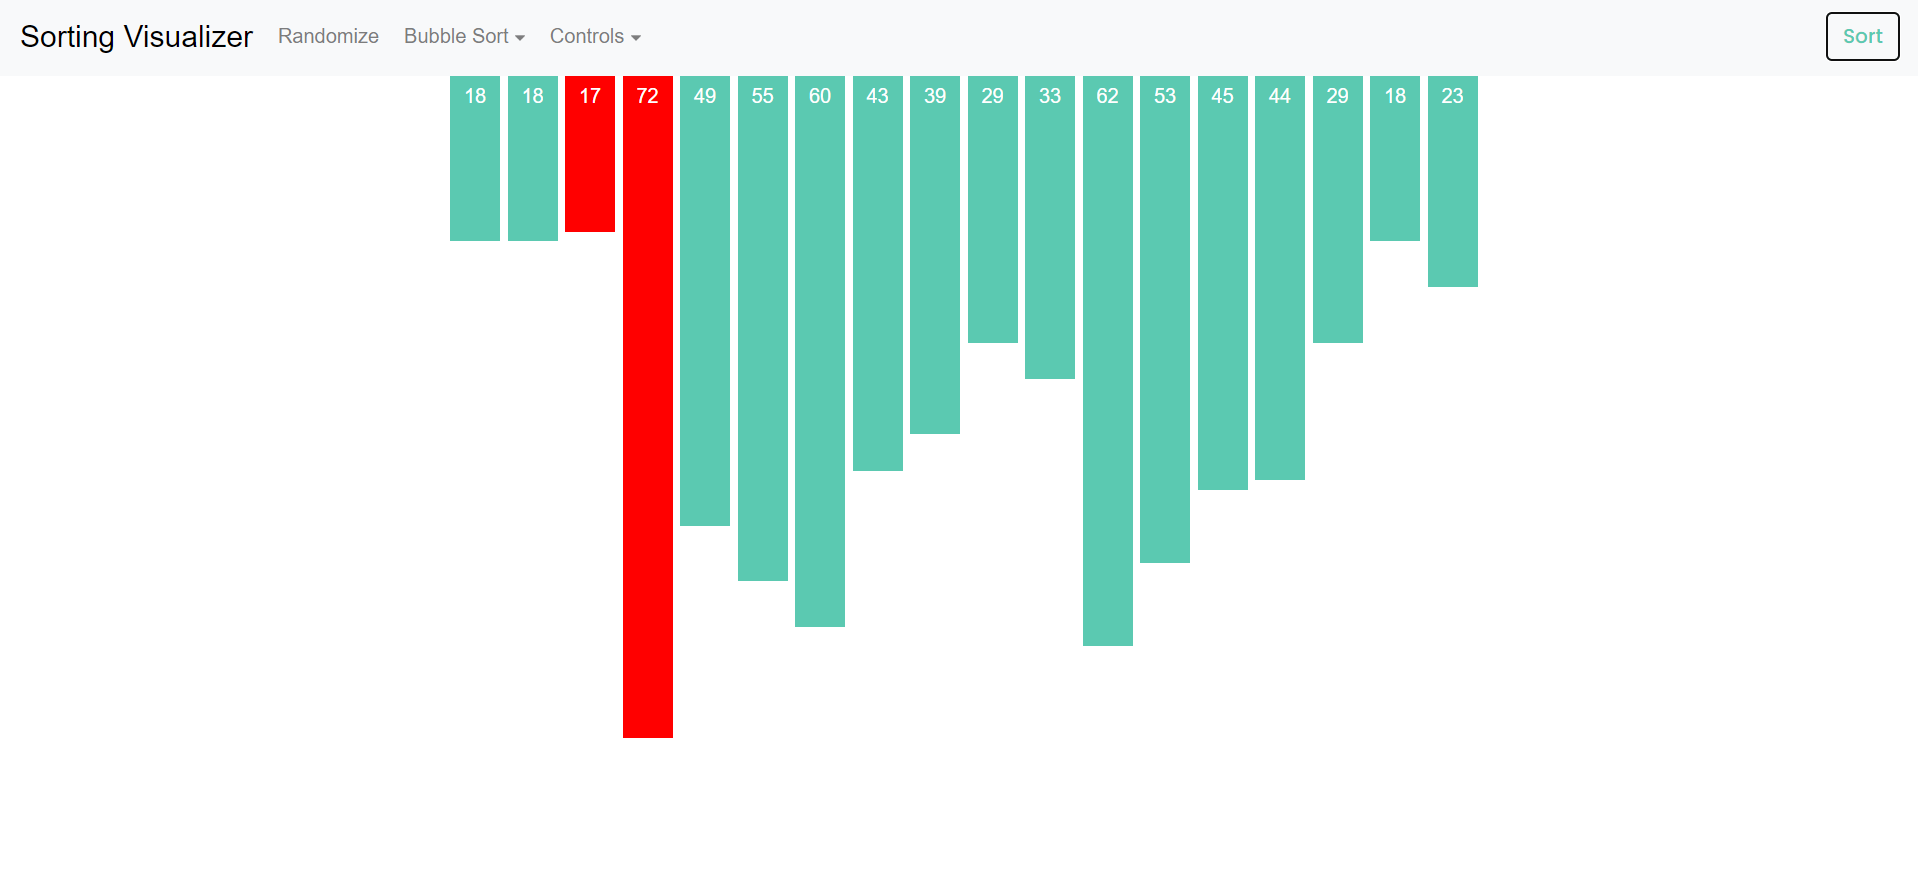 Sorting Visualizer Randomize Bubble Sort Controls Sort
18 18 17 72 49 55 60 43 39 29 33 62 53 45 44 29 18 23